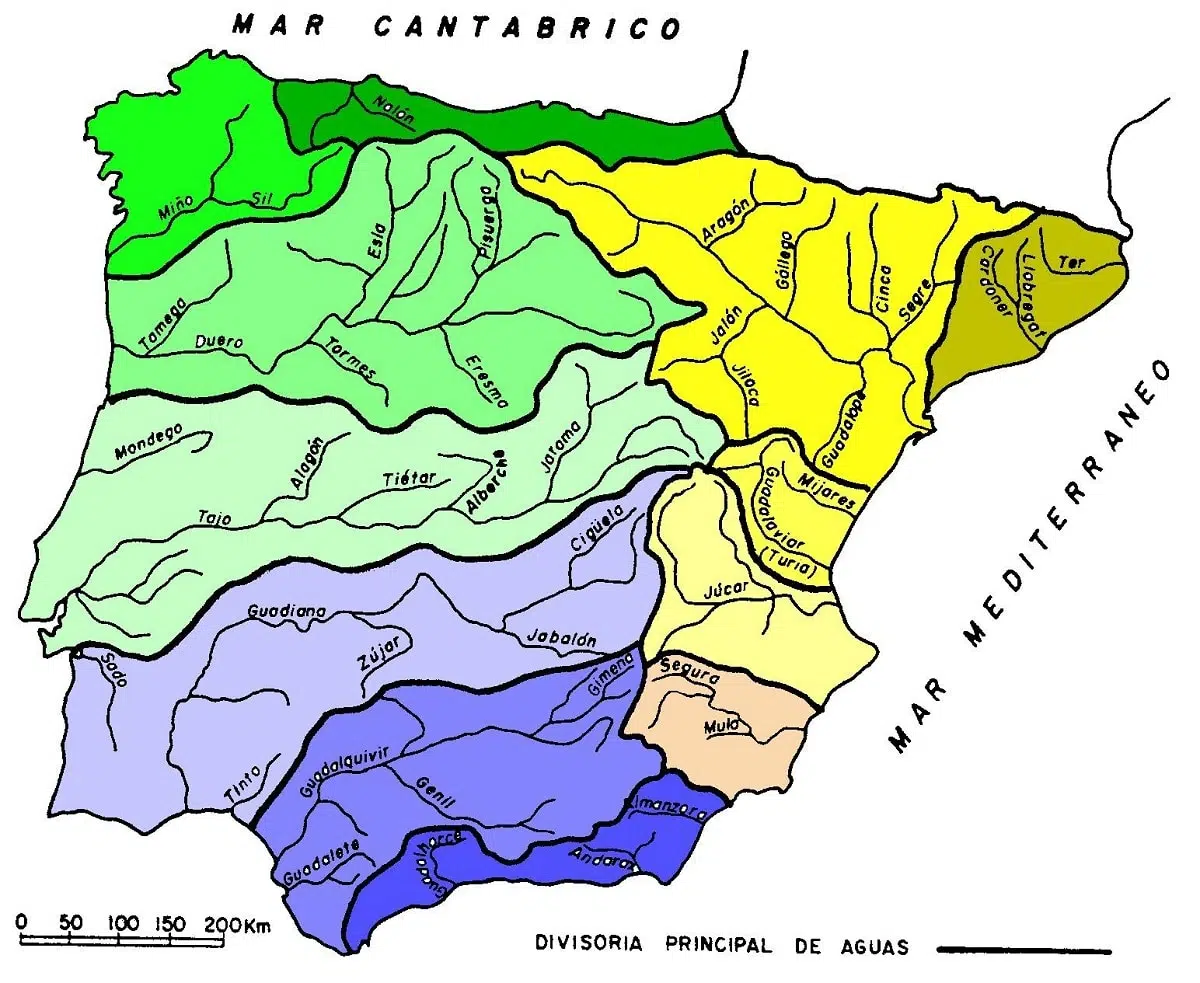 MAR CANTABRICO
Nalón
Miño
Sil
Esla
Pisuerga
Aragón
Gállego
Cinca
Segre
Cardoner
Llobregat
Ter
Tamega
Duero
Tormes
Eresma
Jalón
Jiloca
Guadalope
Mondego
Alagón
Tiétar
Alberche
Jarama
Tajo
Mijares
Guadalaviar
(Turia)
Cigüela
Júcar
Guadiana
Zújar
Jabalón
Sado
Gimena
Segura
Mula
Tinto
Guadalquivir
Genil
Guadalete
Guadalhorce
lmanzora
Andarax
MAR MEDITERRANEO
0 50 100 150 200Km
DIVISORIA PRINCIPAL DE AGUAS